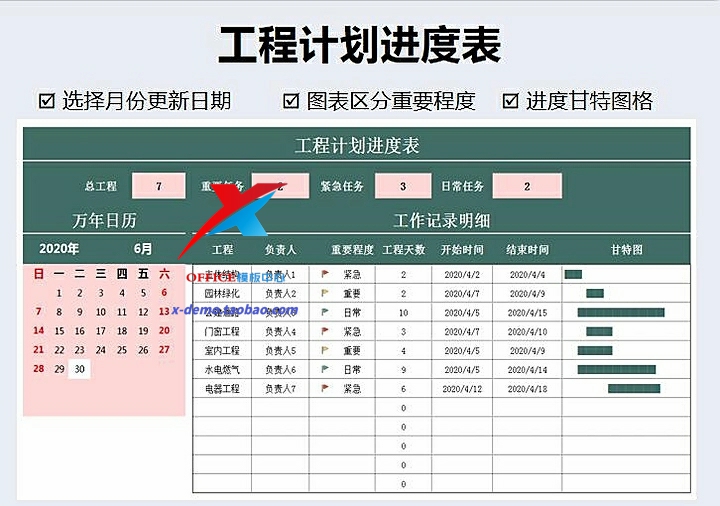 工程计划进度表
☑ 选择月份更新日期 ☑ 图表区分重要程度 ☑ 进度甘特图格
工程计划进度表
总工程 7 重要任务 2 紧急任务 3 日常任务 2
万年日历 工作记录明细
2020年 6月 工程 负责人 重要程度 工程天数 开始时间 结束时间 甘特图
日 一 二 三 四 五 六 负责人1 紧急 2 2020/4/2 2020/4/4
OFFICE模板中心
1 2 3 4 5 6 园林绿化 负责人2 重要 2 2020/4/7 2020/4/9
7 8 9 10 11 12 13 日常 10 2020/4/5 2020/4/15
x-demo.taobao.com
14 15 16 17 18 19 20 门窗工程 负责人4 紧急 3 2020/4/7 2020/4/10
21 22 23 24 25 26 27 室内工程 负责人5 重要 4 2020/4/5 2020/4/9
28 29 30 水电燃气 负责人6 日常 9 2020/4/5 2020/4/14
电器工程 负责人7 紧急 6 2020/4/12 2020/4/18
0
0
0
0
0